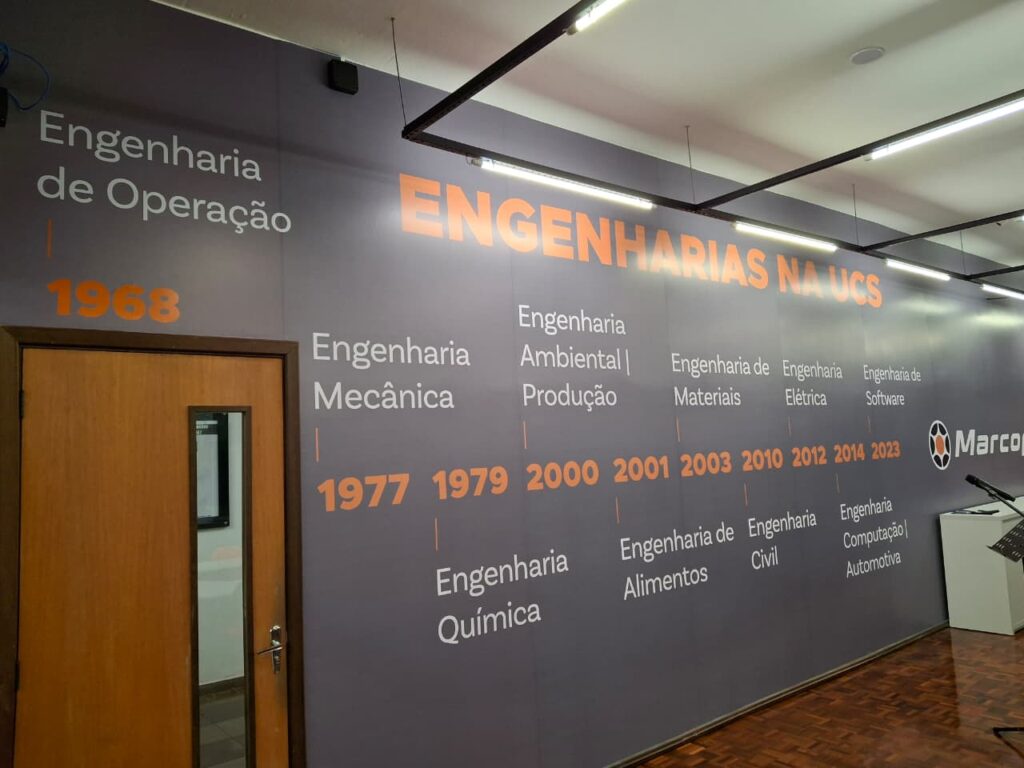 Engenharia
de Operação
1968
ENGENHARIAS NA UCS
Engenharia
Mecânica
1977
1979
Engenharia
Química
Engenharia
Ambiental |
Produção
2000
2001
Engenharia de
Alimentos
Engenharia de
Materiais
2003
2010
Engenharia
Civil
Engenharia
Elétrica
2012
2014
Engenharia
Computação |
Automotiva
Engenharia de
Software
2023